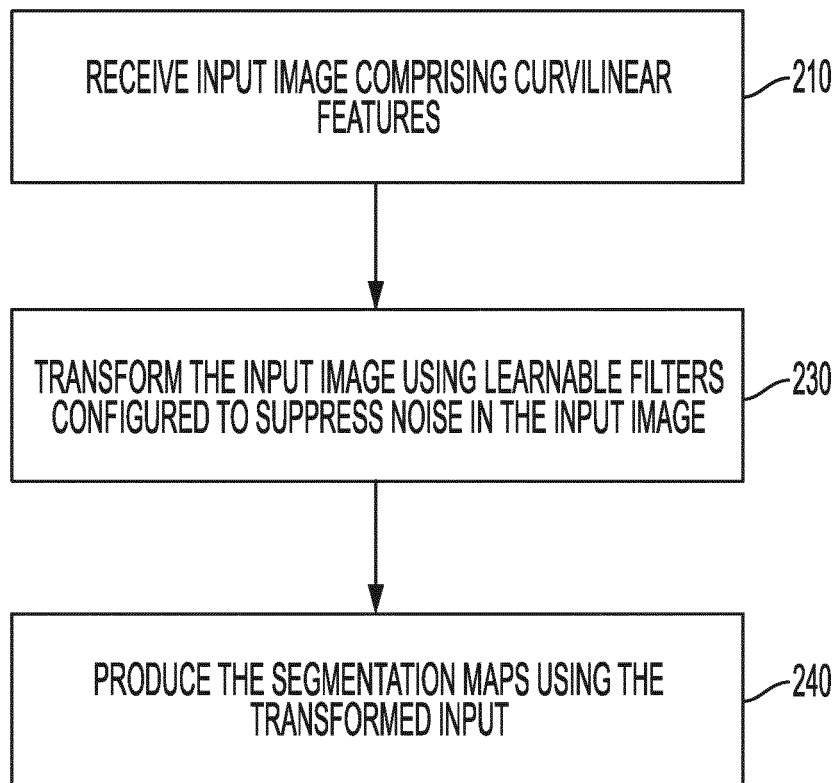 RECEIVE INPUT IMAGE COMPRISING CURVILINEAR
FEATURES
210
TRANSFORM THE INPUT IMAGE USING LEARNABLE FILTERS
CONFIGURED TO SUPPRESS NOISE IN THE INPUT IMAGE
230
PRODUCE THE SEGMENTATION MAPS USING THE
TRANSFORMED INPUT
240